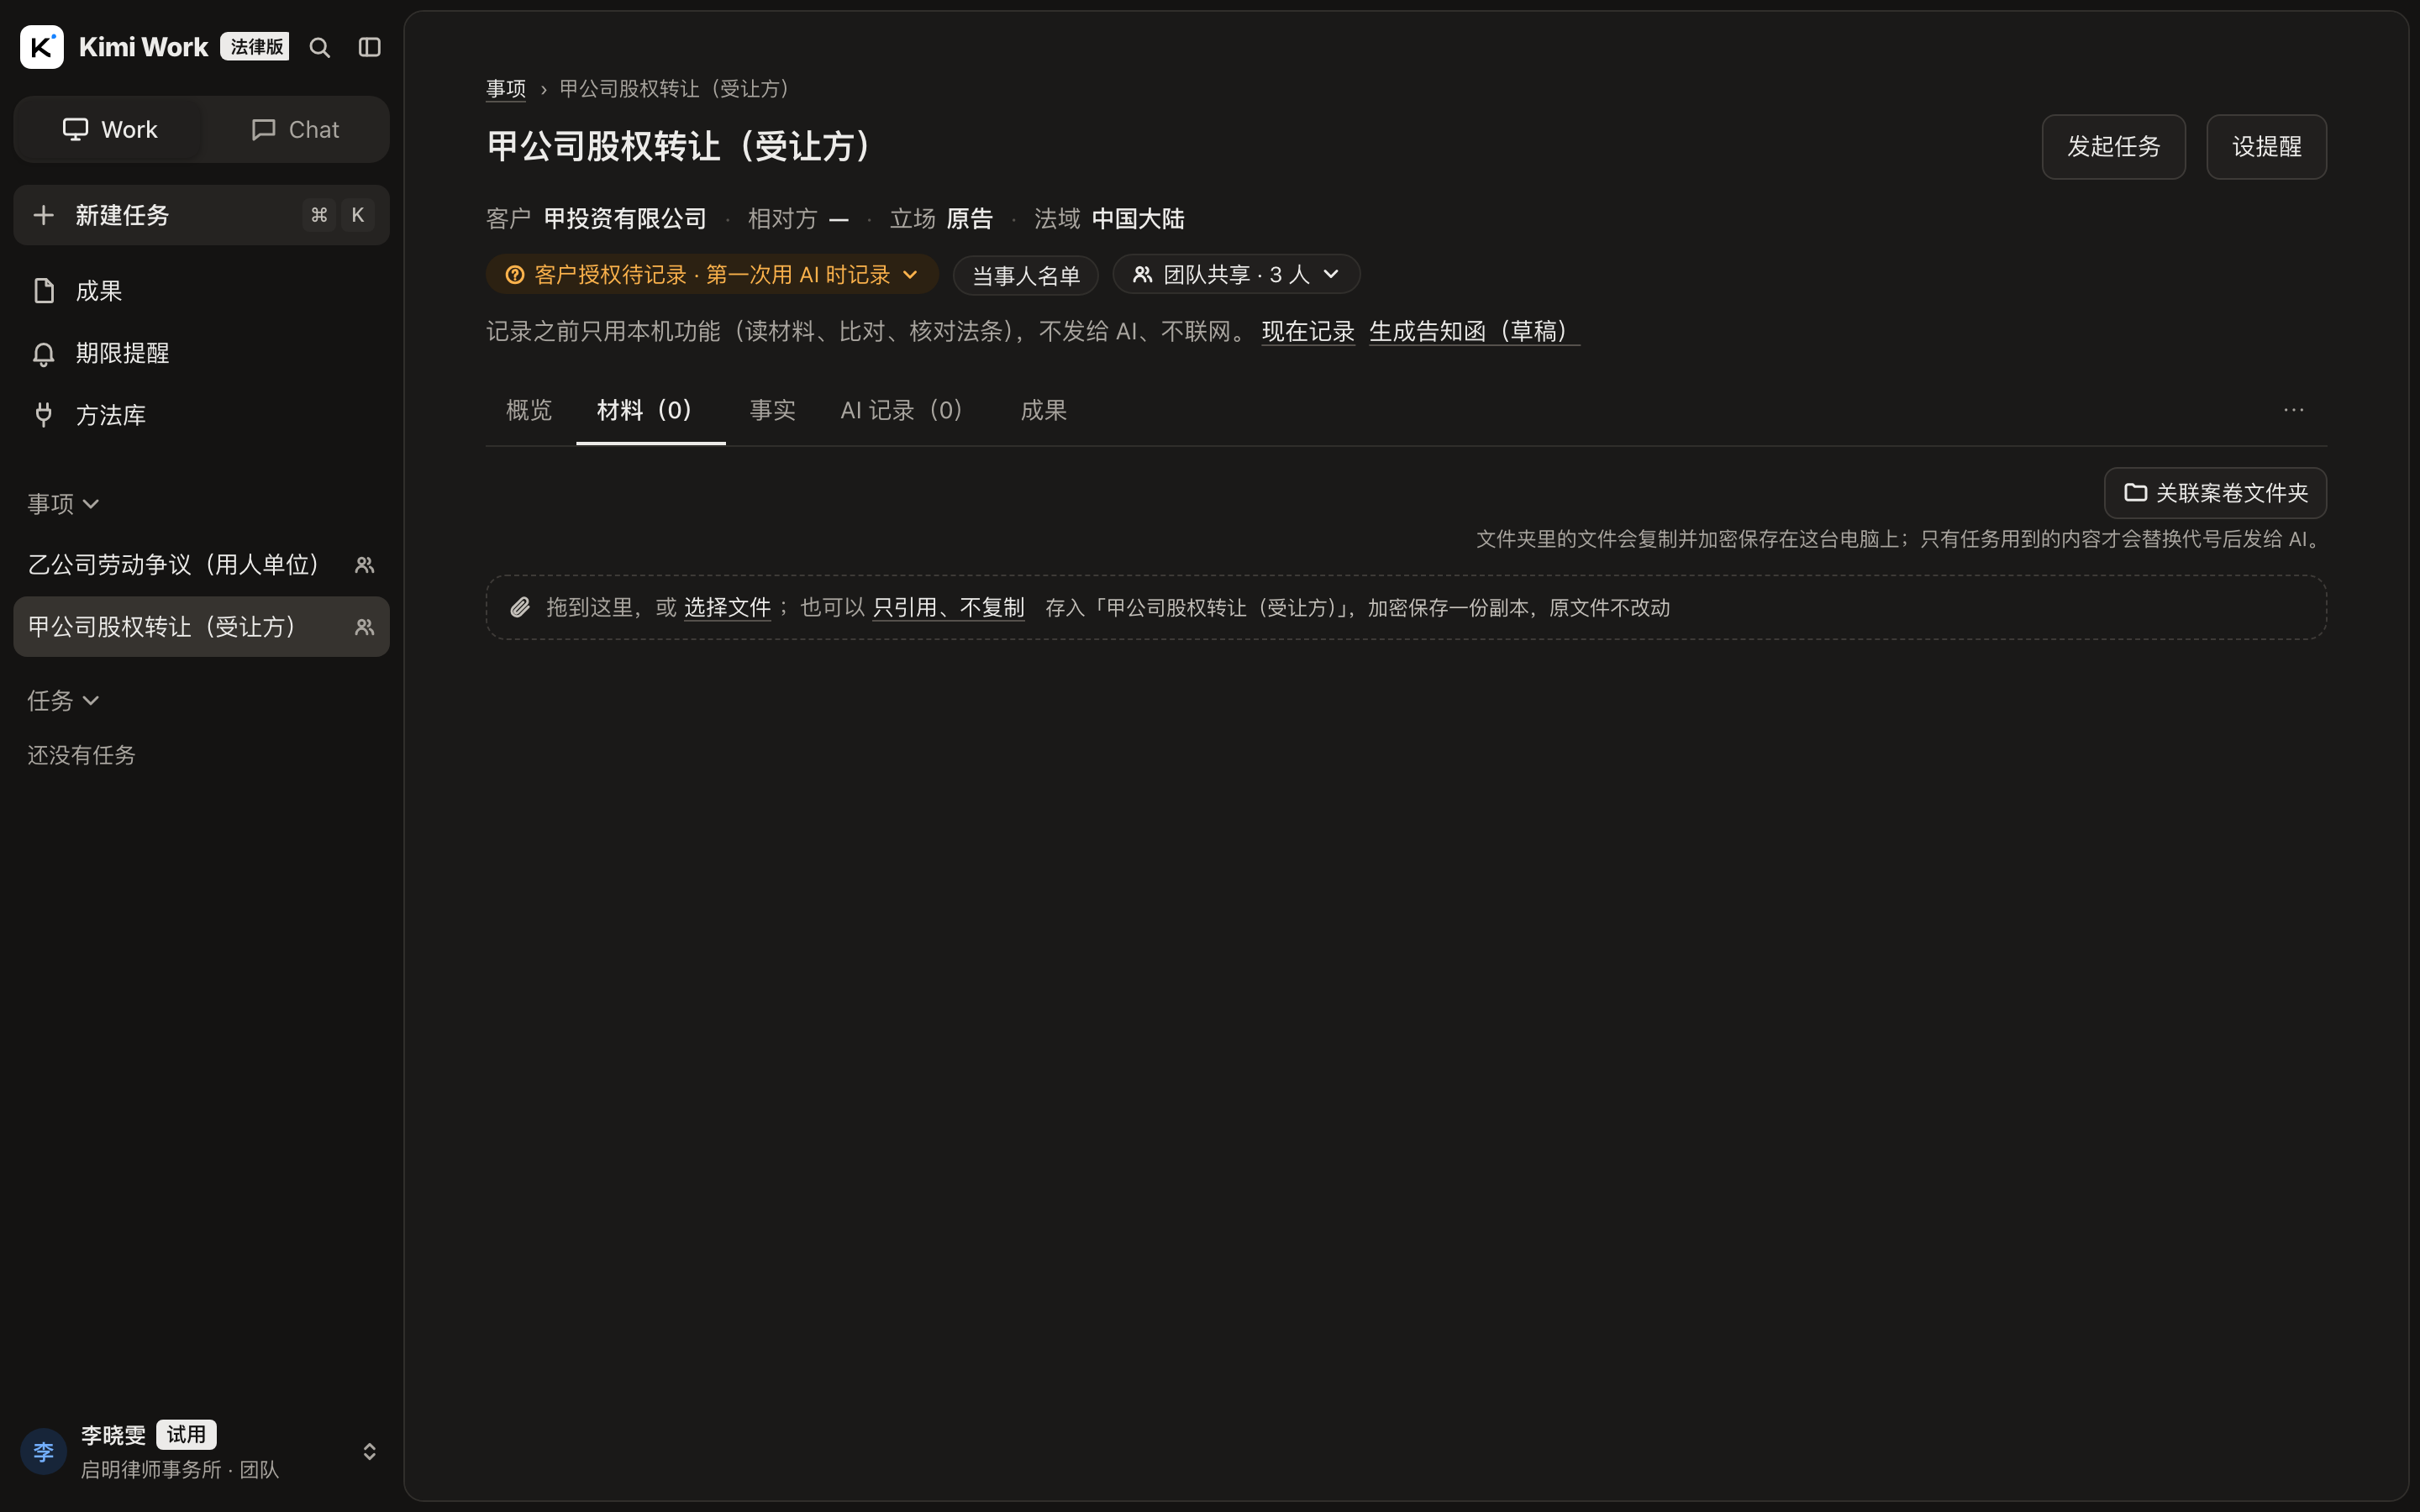 Kimi Work 法律版
Work
Chat
新建任务 ⌘ K
成果
期限提醒
方法库
事项
乙公司劳动争议（用人单位）
甲公司股权转让（受让方）
任务
还没有任务
李
李晓雯 试用
启明律师事务所 · 团队
事项 › 甲公司股权转让（受让方）
甲公司股权转让（受让方）
发起任务
设提醒
客户 甲投资有限公司 · 相对方 — · 立场 原告 · 法域 中国大陆
客户授权待记录 · 第一次用 AI 时记录
当事人名单
团队共享 · 3 人
记录之前只用本机功能（读材料、比对、核对法条），不发给 AI、不联网。 现在记录 生成告知函（草稿）
概览
材料（0）
事实
AI 记录（0）
成果
···
关联案卷文件夹
文件夹里的文件会复制并加密保存在这台电脑上；只有任务用到的内容才会替换代号后发给 AI。
拖到这里，或 选择文件 ；也可以 只引用、不复制 存入「甲公司股权转让（受让方）」，加密保存一份副本，原文件不改动